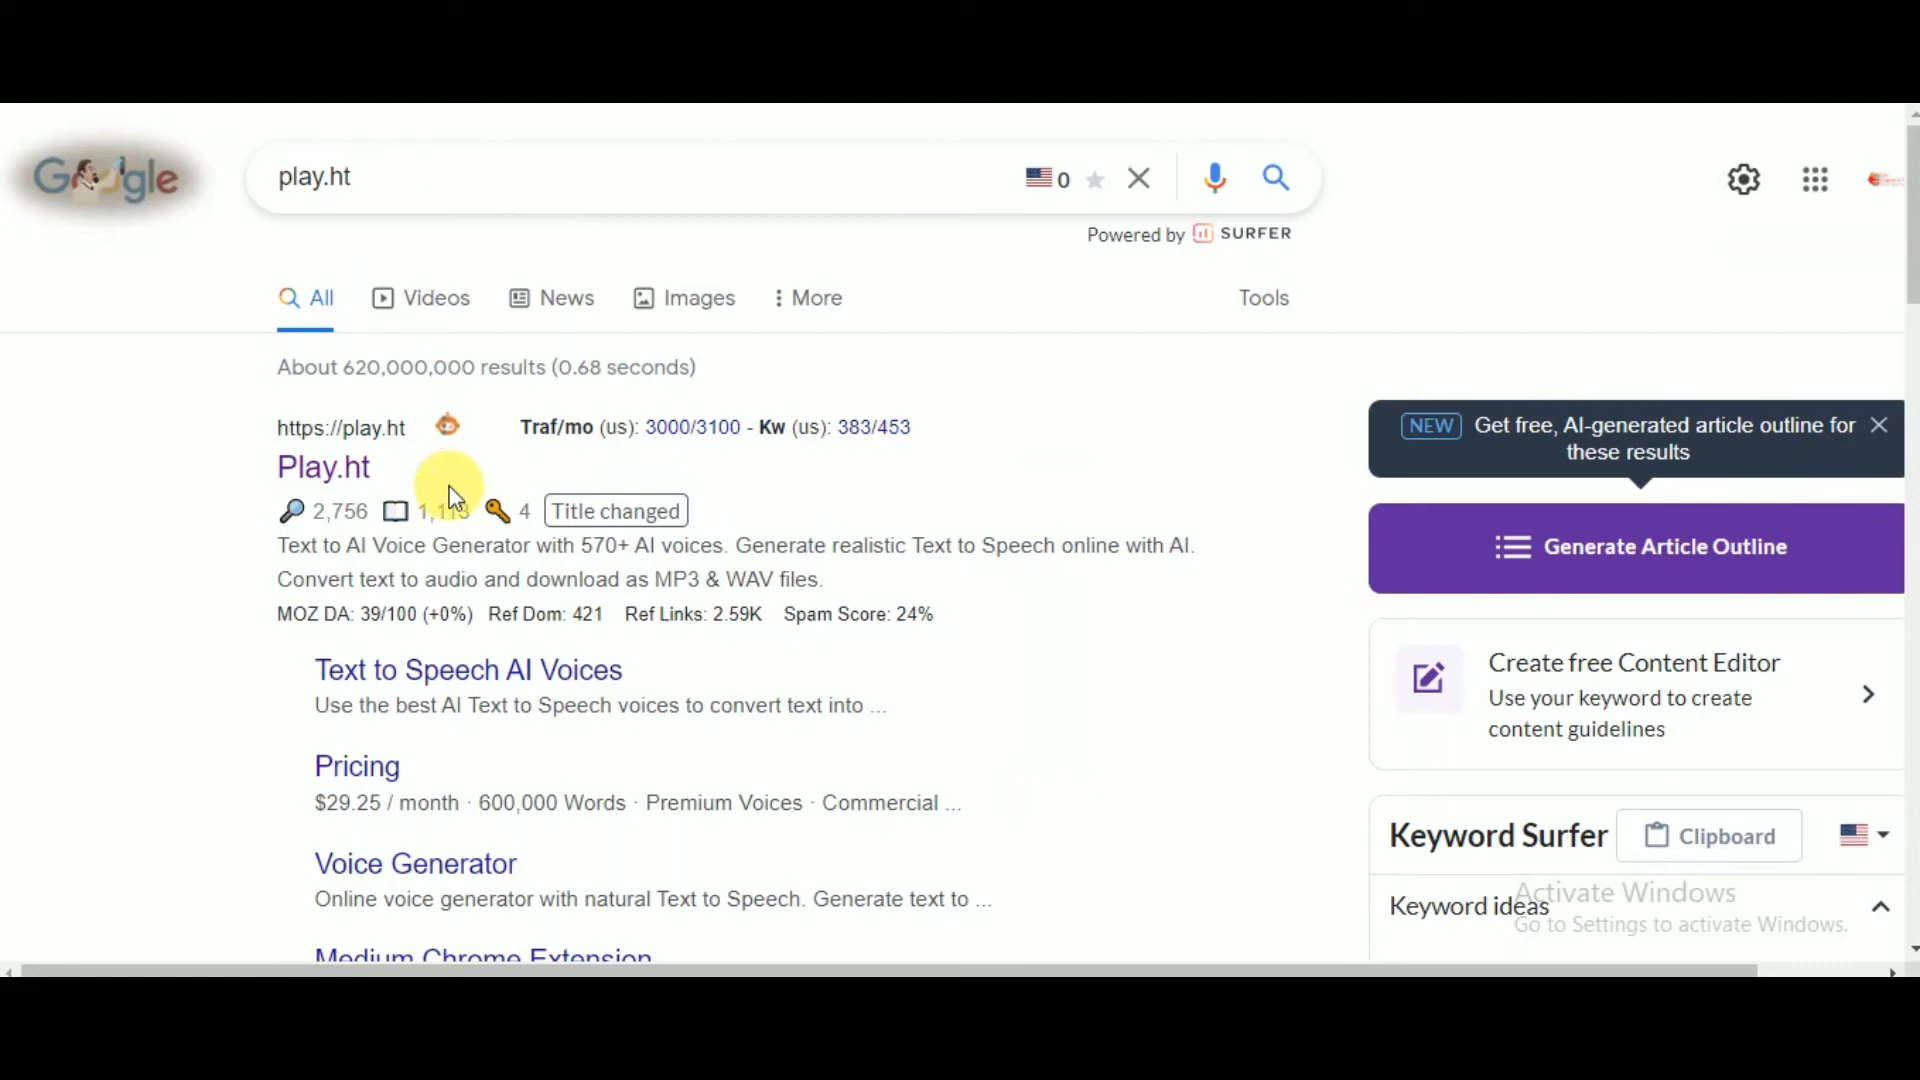 Google
play.ht
0
Powered by SURFER
All Videos News Images More Tools
About 620,000,000 results (0.68 seconds)
https://play.ht Traf/mo (us): 3000/3100 - Kw (us): 383/453
Play.ht
2,756 1,113 4 Title changed
Text to AI Voice Generator with 570+ AI voices. Generate realistic Text to Speech online with AI.
Convert text to audio and download as MP3 & WAV files.
MOZ DA: 39/100 (+0%) Ref Dom: 421 Ref Links: 2.59K Spam Score: 24%
Text to Speech AI Voices
Use the best AI Text to Speech voices to convert text into ...
Pricing
$29.25 / month · 600,000 Words · Premium Voices · Commercial ...
Voice Generator
Online voice generator with natural Text to Speech. Generate text to ...
Medium Chrome Extension
NEW Get free, AI-generated article outline for
these results
Generate Article Outline
Create free Content Editor
Use your keyword to create
content guidelines
Keyword Surfer Clipboard
Keyword ideas
Activate Windows
Go to Settings to activate Windows.